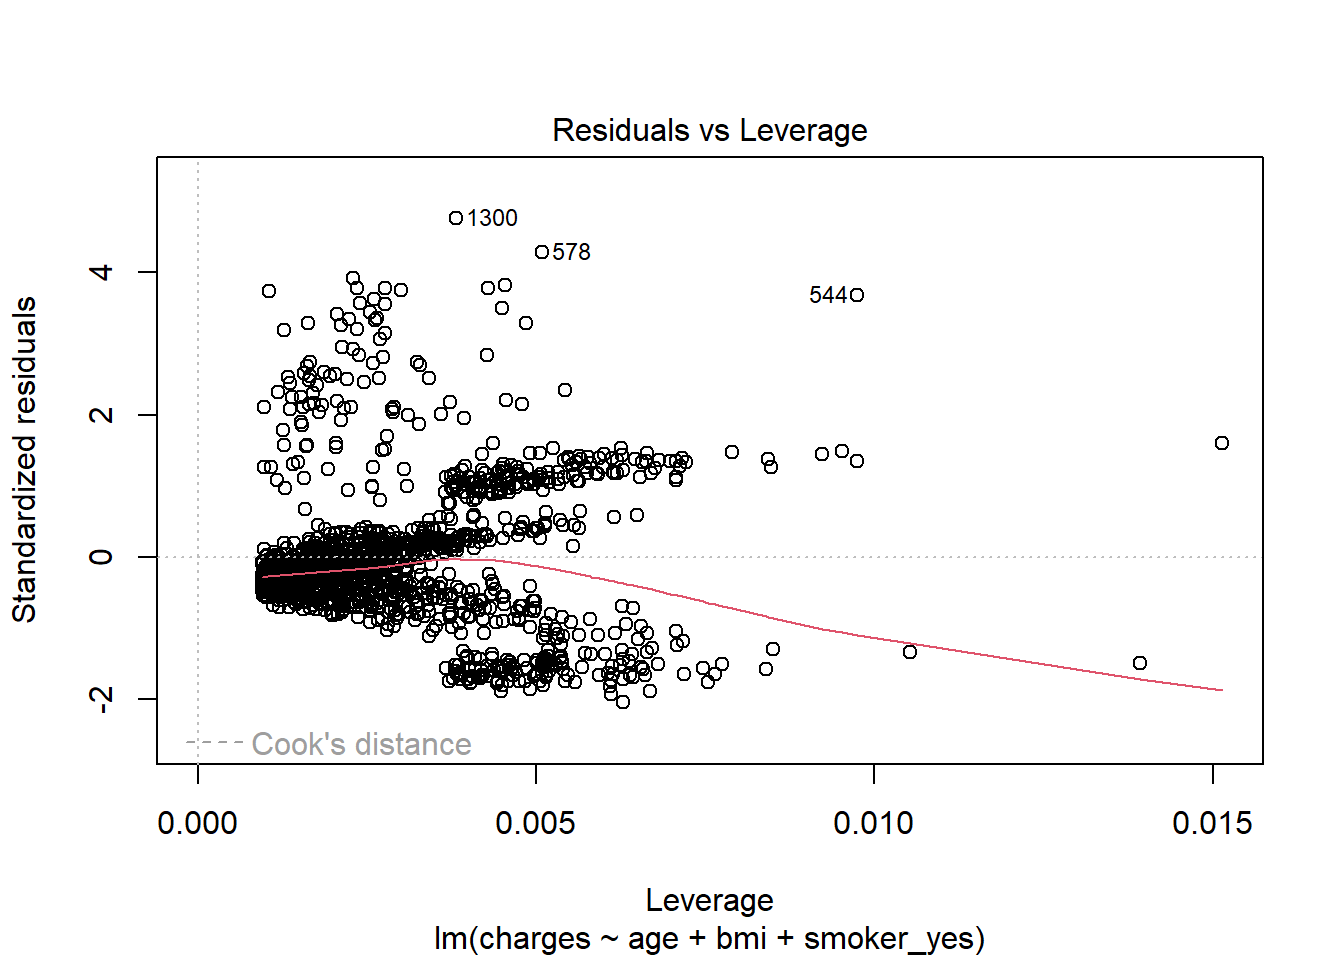 Residuals vs Leverage
Standardized residuals
4
2
0
-2
1300
578
544
Cook's distance
0.000
0.005
0.010
0.015
Leverage
lm(charges ~ age + bmi + smoker_yes)